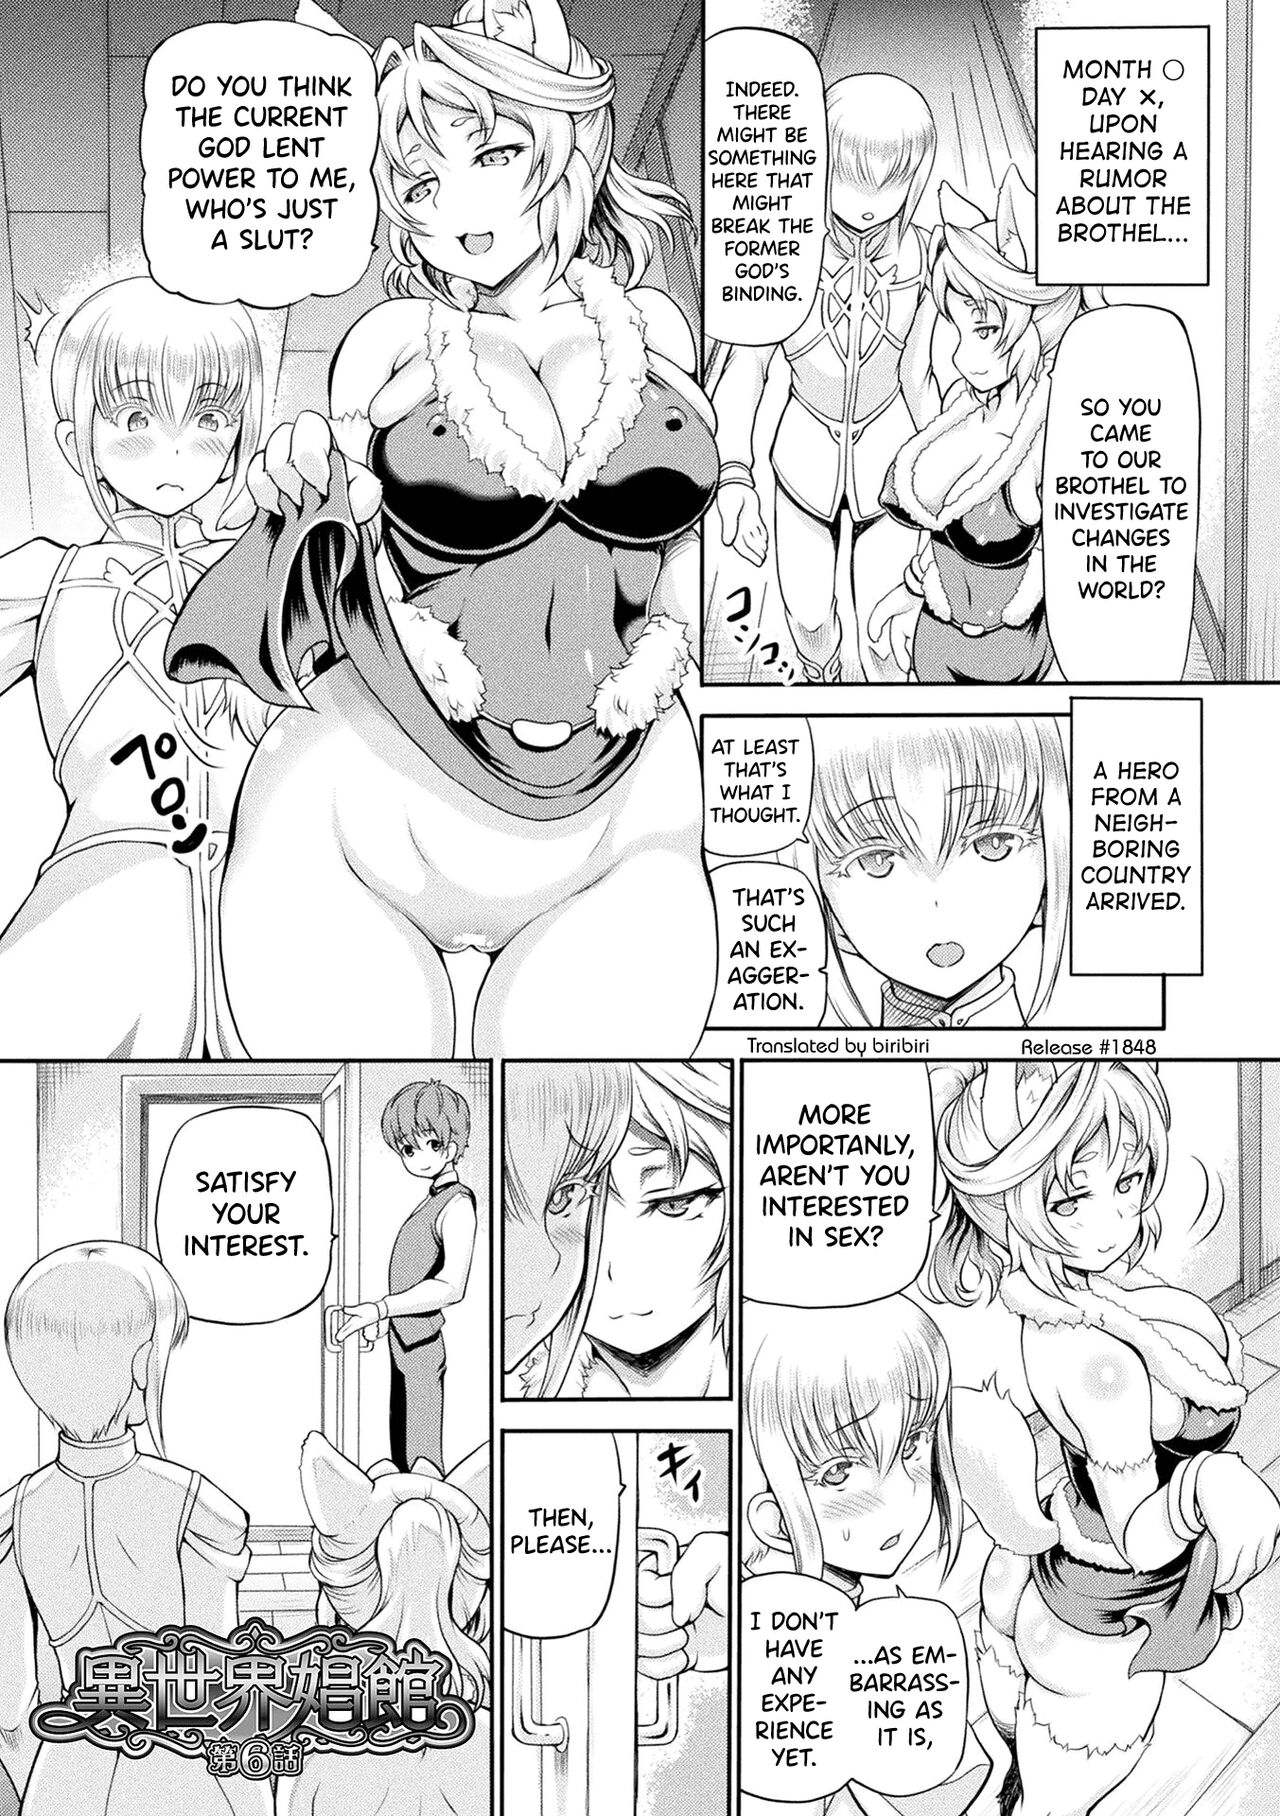 MONTH ○
DAY ×,
UPON
HEARING A
RUMOR
ABOUT THE
BROTHEL...
SO YOU
CAME
TO OUR
BROTHEL TO
INVESTIGATE
CHANGES
IN THE
WORLD?
INDEED.
THERE
MIGHT BE
SOMETHING
HERE THAT
MIGHT
BREAK THE
FORMER
GOD'S
BINDING.
コツコツ
A HERO
FROM A
NEIGH-
BORING
COUNTRY
ARRIVED.
AT LEAST
THAT'S
WHAT I
THOUGHT.
THAT'S
SUCH
AN EX-
AGGER-
ATION.
DO YOU THINK
THE CURRENT
GOD LENT
POWER TO ME,
WHO'S JUST
A SLUT?
ペロン
Translated by biribiri
Release #1848
MORE
IMPORTANTLY,
AREN'T YOU
INTERESTED
IN SEX?
...AS EM-
BARRASS-
ING AS
IT IS,
I DON'T
HAVE
ANY
EXPE-
RIENCE
YET.
THEN,
PLEASE...
キィ
SATISFY
YOUR
INTEREST.
異世界娼館
第6話